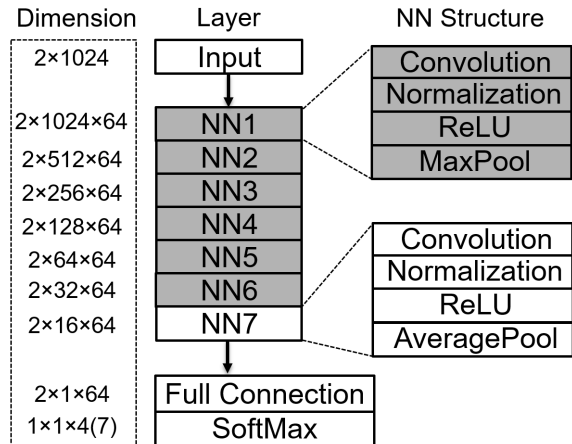 Dimension Layer NN Structure
2×1024 Input Convolution
Normalization
2×1024×64 NN1 ReLU
2×512×64 NN2 MaxPool
2×256×64 NN3
2×128×64 NN4 Convolution
2×64×64 NN5 Normalization
2×32×64 NN6 ReLU
2×16×64 NN7 AveragePool
2×1×64 Full Connection
1×1×4(7) SoftMax